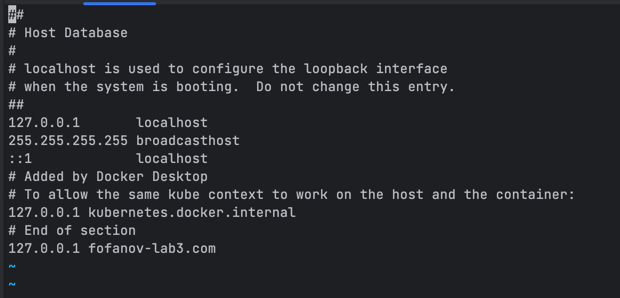 ##
# Host Database
#
# localhost is used to configure the loopback interface
# when the system is booting.  Do not change this entry.
##
127.0.0.1       localhost
255.255.255.255 broadcasthost
::1             localhost
# Added by Docker Desktop
# To allow the same kube context to work on the host and the container:
127.0.0.1 kubernetes.docker.internal
# End of section
127.0.0.1 fofanov-lab3.com
~
~